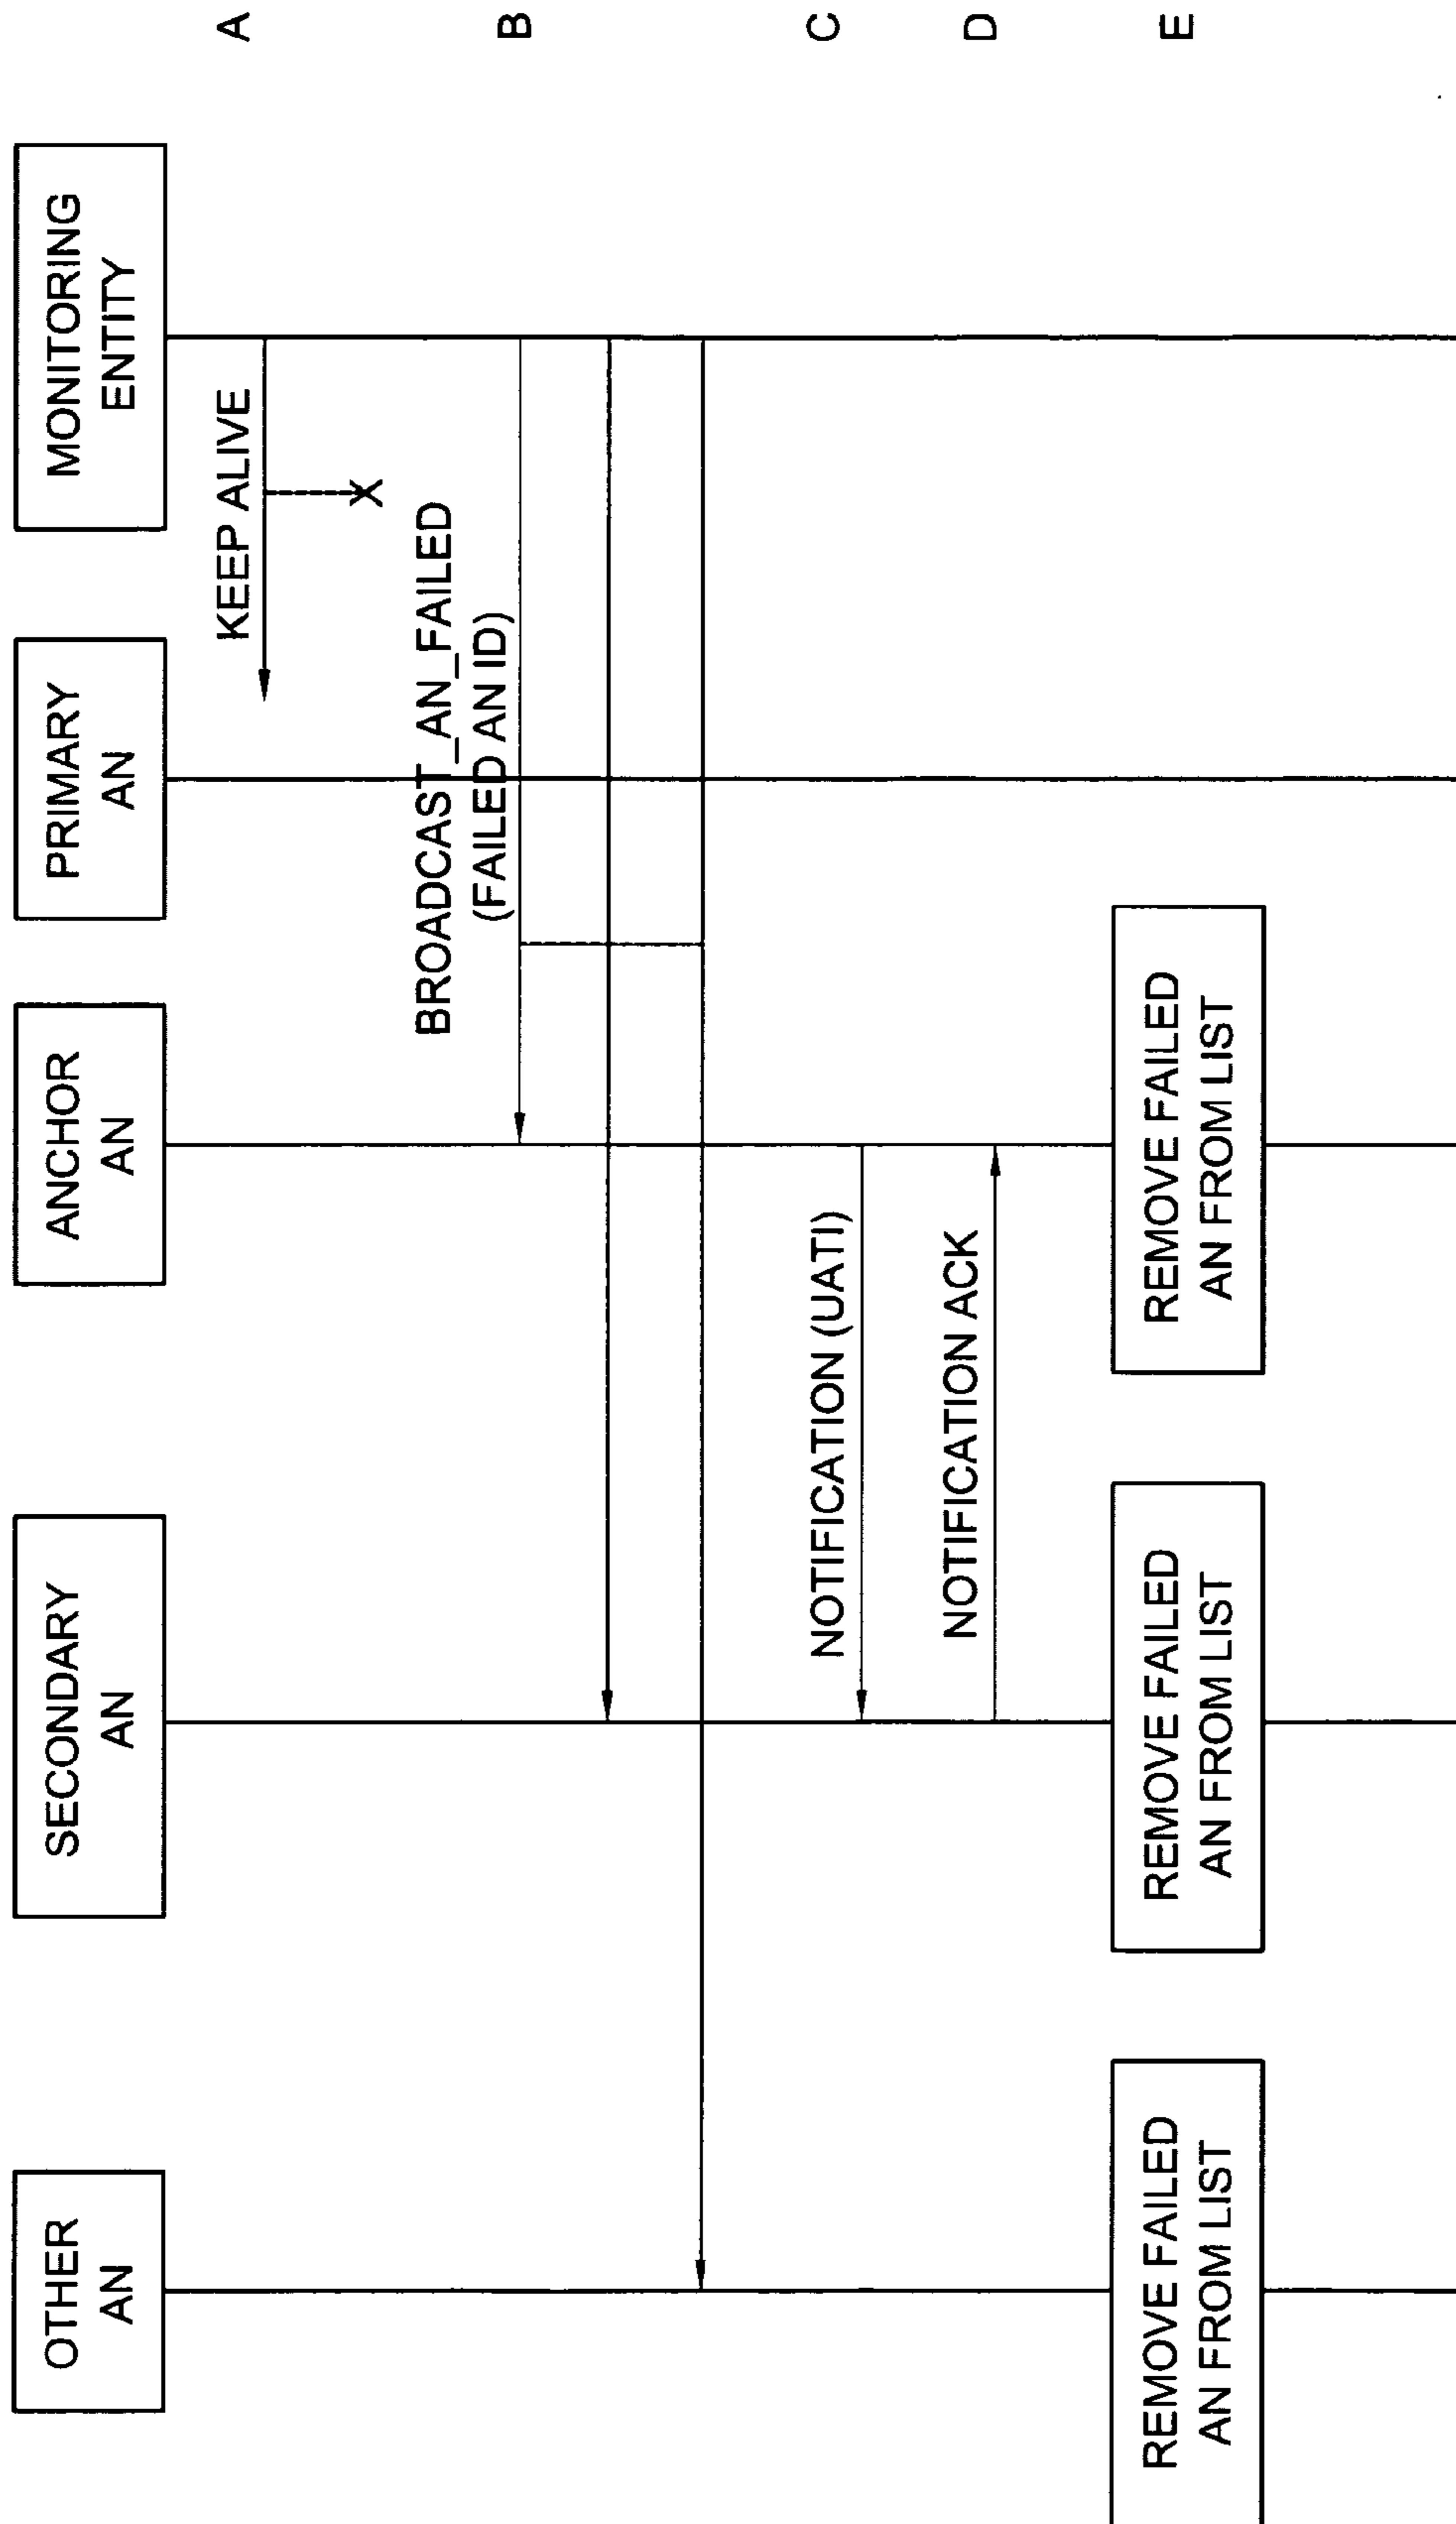 OTHER
AN
SECONDARY
AN
ANCHOR
AN
PRIMARY
AN
MONITORING
ENTITY
KEEP ALIVE
A
X
BROADCAST_AN_FAILED
(FAILED AN ID)
B
NOTIFICATION (UATI)
C
NOTIFICATION ACK
D
REMOVE FAILED
AN FROM LIST
REMOVE FAILED
AN FROM LIST
REMOVE FAILED
AN FROM LIST
E